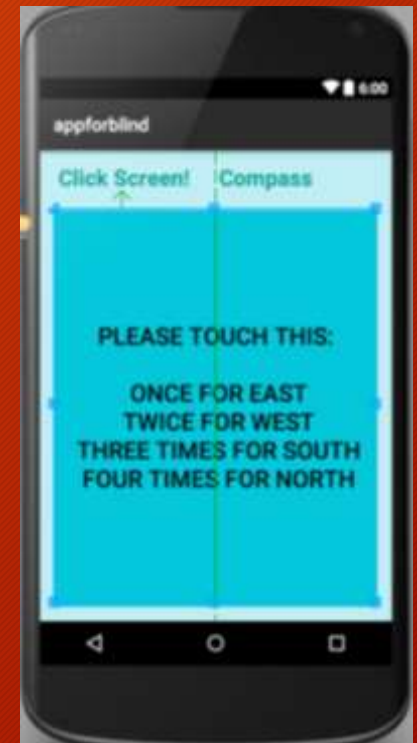 6:00
appforblind
Click Screen! Compass
PLEASE TOUCH THIS:
ONCE FOR EAST
TWICE FOR WEST
THREE TIMES FOR SOUTH
FOUR TIMES FOR NORTH